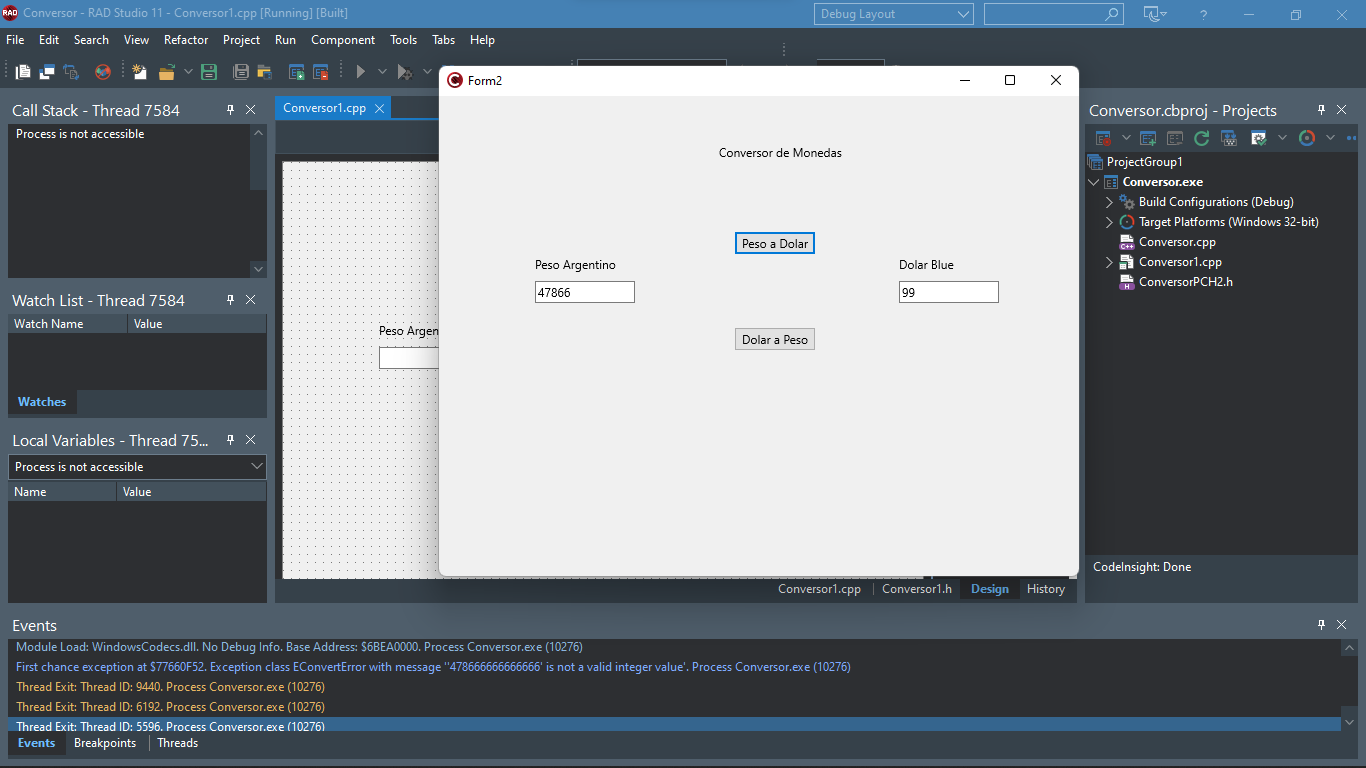 RAD Conversor - RAD Studio 11 - Conversor1.cpp [Running] [Built]
Debug Layout
File Edit Search View Refactor Project Run Component Tools Tabs Help
Call Stack - Thread 7584
Process is not accessible
Watch List - Thread 7584
Watch Name Value
Watches
Local Variables - Thread 75...
Process is not accessible
Name Value
Conversor1.cpp
Peso Argen
Form2
Conversor de Monedas
Peso a Dolar
Peso Argentino Dolar Blue
47866 99
Dolar a Peso
Conversor1.cpp Conversor1.h Design History
Conversor.cbproj - Projects
ProjectGroup1
Conversor.exe
Build Configurations (Debug)
Target Platforms (Windows 32-bit)
Conversor.cpp
Conversor1.cpp
ConversorPCH2.h
CodeInsight: Done
Events
Module Load: WindowsCodecs.dll. No Debug Info. Base Address: $6BEA0000. Process Conversor.exe (10276)
First chance exception at $77660F52. Exception class EConvertError with message ''478666666666666' is not a valid integer value'. Process Conversor.exe (10276)
Thread Exit: Thread ID: 9440. Process Conversor.exe (10276)
Thread Exit: Thread ID: 6192. Process Conversor.exe (10276)
Thread Exit: Thread ID: 5596. Process Conversor.exe (10276)
Events Breakpoints Threads